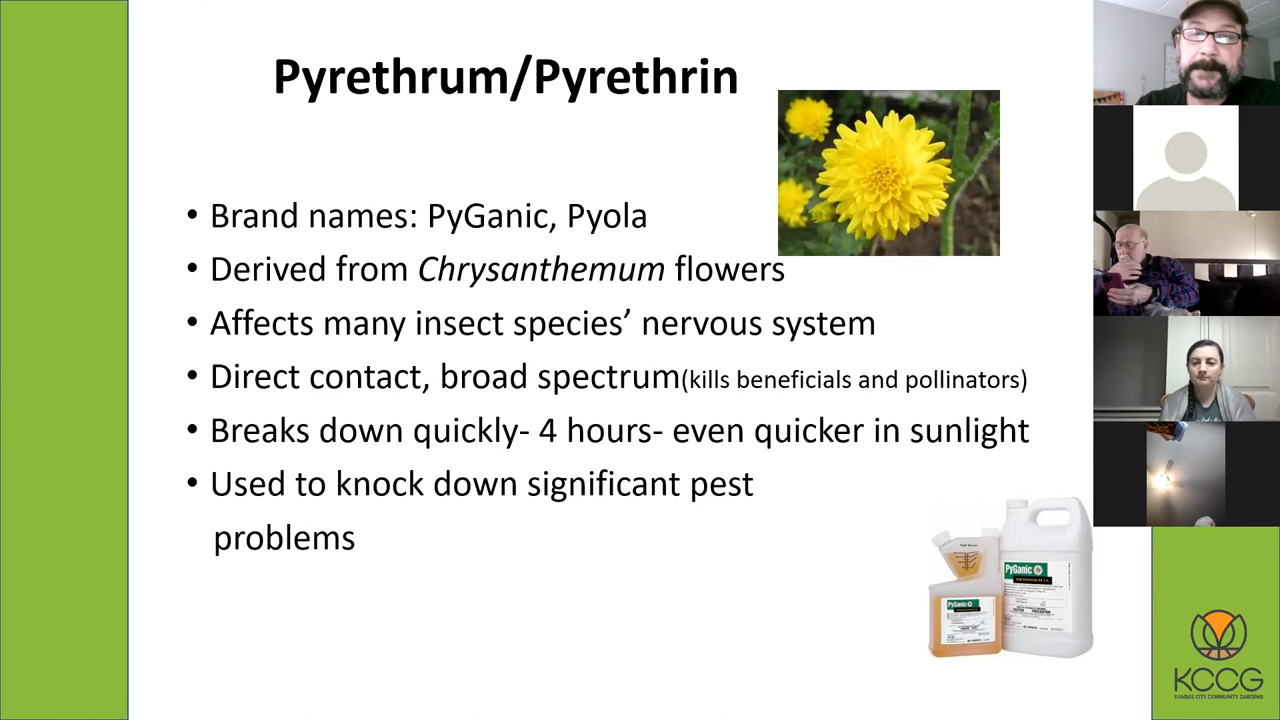 Pyrethrum/Pyrethrin
• Brand names: PyGanic, Pyola
• Derived from Chrysanthemum flowers
• Affects many insect species’ nervous system
• Direct contact, broad spectrum(kills beneficials and pollinators)
• Breaks down quickly- 4 hours- even quicker in sunlight
• Used to knock down significant pest
problems
PyGanic
PyGanic
KCCG
KANSAS CITY COMMUNITY GARDENS